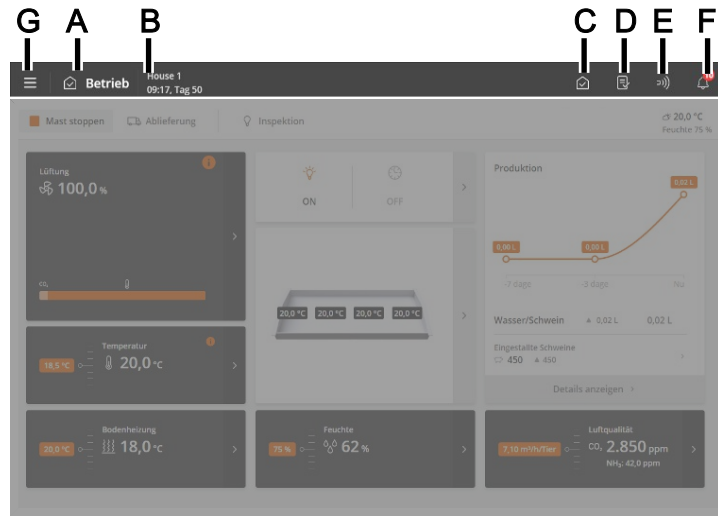 G A B C D E F
Betrieb
House 1
09:17, Tag 50
10
Mast stoppen
Ablieferung
Inspektion
20,0 °C
Feuchte 75 %
Lüftung
100,0 %
i
CO₂
ON
OFF
20,0 °C 20,0 °C 20,0 °C 20,0 °C
Produktion
0,02 L
0,00 L
0,00 L
-7 dage
-3 dage
Nu
Wasser/Schwein
0,02 L
0,02 L
Eingestallte Schweine
450
450
Details anzeigen
Temperatur
18,5 °C
20,0 °C
i
Bodenheizung
20,0 °C
18,0 °C
Feuchte
75 %
62 %
Luftqualität
7,10 m³/h/Tier
CO₂ 2.850 ppm
NH₃: 42,0 ppm